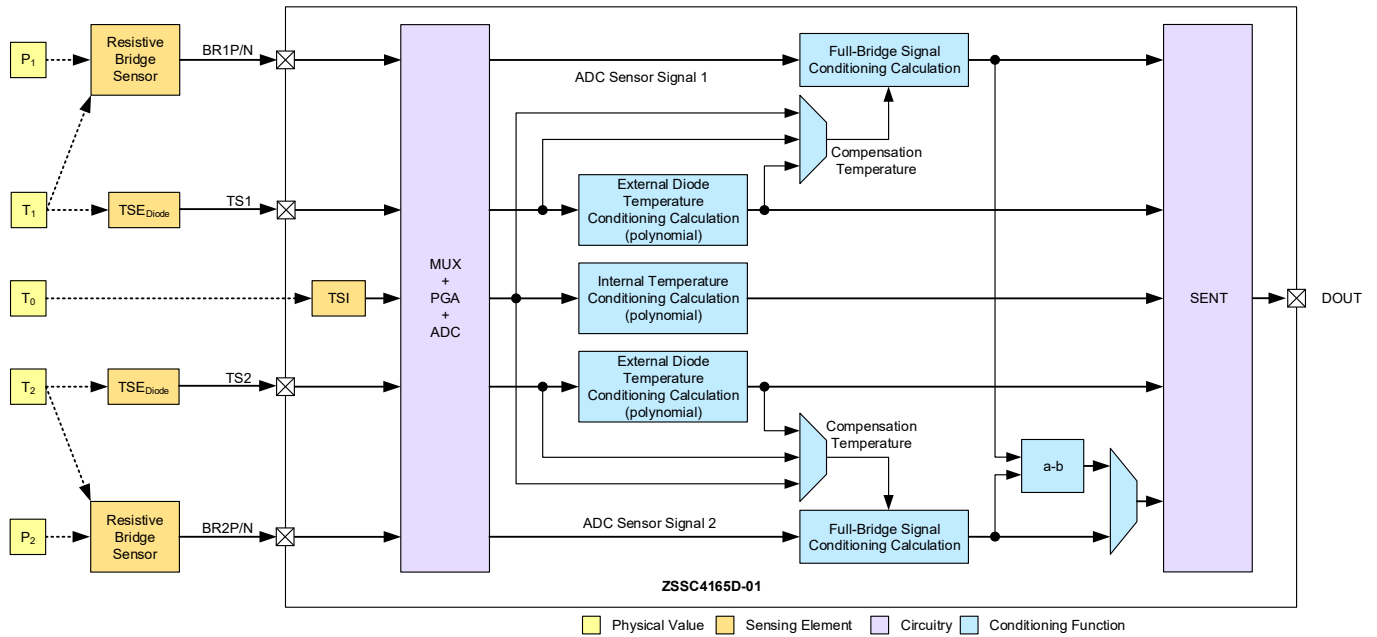 P1
Resistive
Bridge
Sensor
BR1P/N
ADC Sensor Signal 1
Full-Bridge Signal
Conditioning Calculation
Compensation
Temperature
T1
TSEDiode
TS1
External Diode
Temperature
Conditioning Calculation
(polynomial)
T0
TSI
MUX
+
PGA
+
ADC
Internal Temperature
Conditioning Calculation
(polynomial)
SENT
DOUT
T2
TSEDiode
TS2
External Diode
Temperature
Conditioning Calculation
(polynomial)
Compensation
Temperature
a-b
P2
Resistive
Bridge
Sensor
BR2P/N
ADC Sensor Signal 2
Full-Bridge Signal
Conditioning Calculation
ZSSC4165D-01
Physical Value
Sensing Element
Circuitry
Conditioning Function